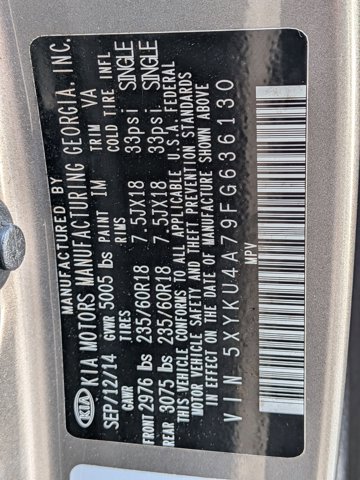 KIA
MANUFACTURED BY
KIA MOTORS MANUFACTURING GEORGIA, INC.
SEP/12/14 GVWR 5005 lbs PAINT IM TRIM VA
GAWR TIRES RIMS COLD TIRE INFL
FRONT 2976 lbs 235/60R18 7.5JX18 33psi SINGLE
REAR 3075 lbs 235/60R18 7.5JX18 33psi SINGLE
THIS VEHICLE CONFORMS TO ALL APPLICABLE U.S.A. FEDERAL
MOTOR VEHICLE SAFETY AND THEFT PREVENTION STANDARDS
IN EFFECT ON THE DATE OF MANUFACTURE SHOWN ABOVE
VIN 5XYKU4A79FG636130
MPV